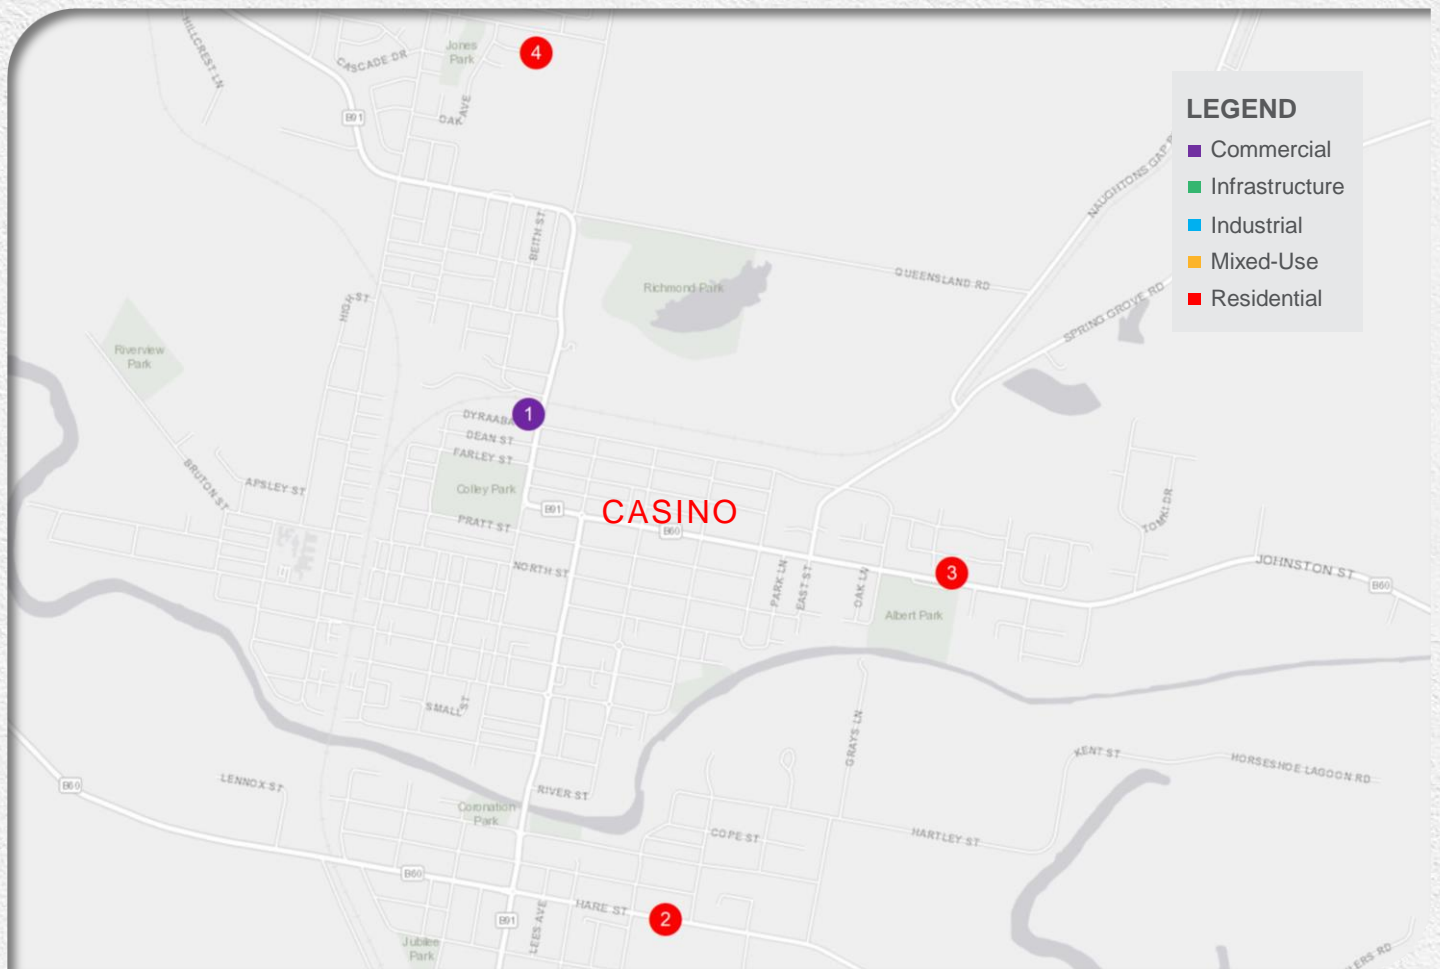 HILLCREST LN
CASCADE DR
Jones
Park
4
OAK AVE
B91
LEGEND
Commercial
Infrastructure
Industrial
Mixed-Use
Residential
NAUGHTONS GAP
BEITH ST
QUEENSLAND RD
Richmond Park
SPRING GROVE RD
HIGH ST
Riverview
Park
1
DEAN ST
FARLEY ST
BRUTON ST
APSLEY ST
Colley Park
B91
CASINO
B60
PRATT ST
TOMKI DR
NORTH ST
PARK LN
EAST ST
OAK LN
3
JOHNSTON ST
B60
Albert Park
SMALL ST
GRAYS LN
KENT ST
HORSESHOE LAGOON RD
B60
LENNOX ST
RIVER ST
Coronation
Park
COPE ST
HARTLEY ST
B60
HARE ST
2
B91
LEES AVE
Jubilee
Park
ERS RD